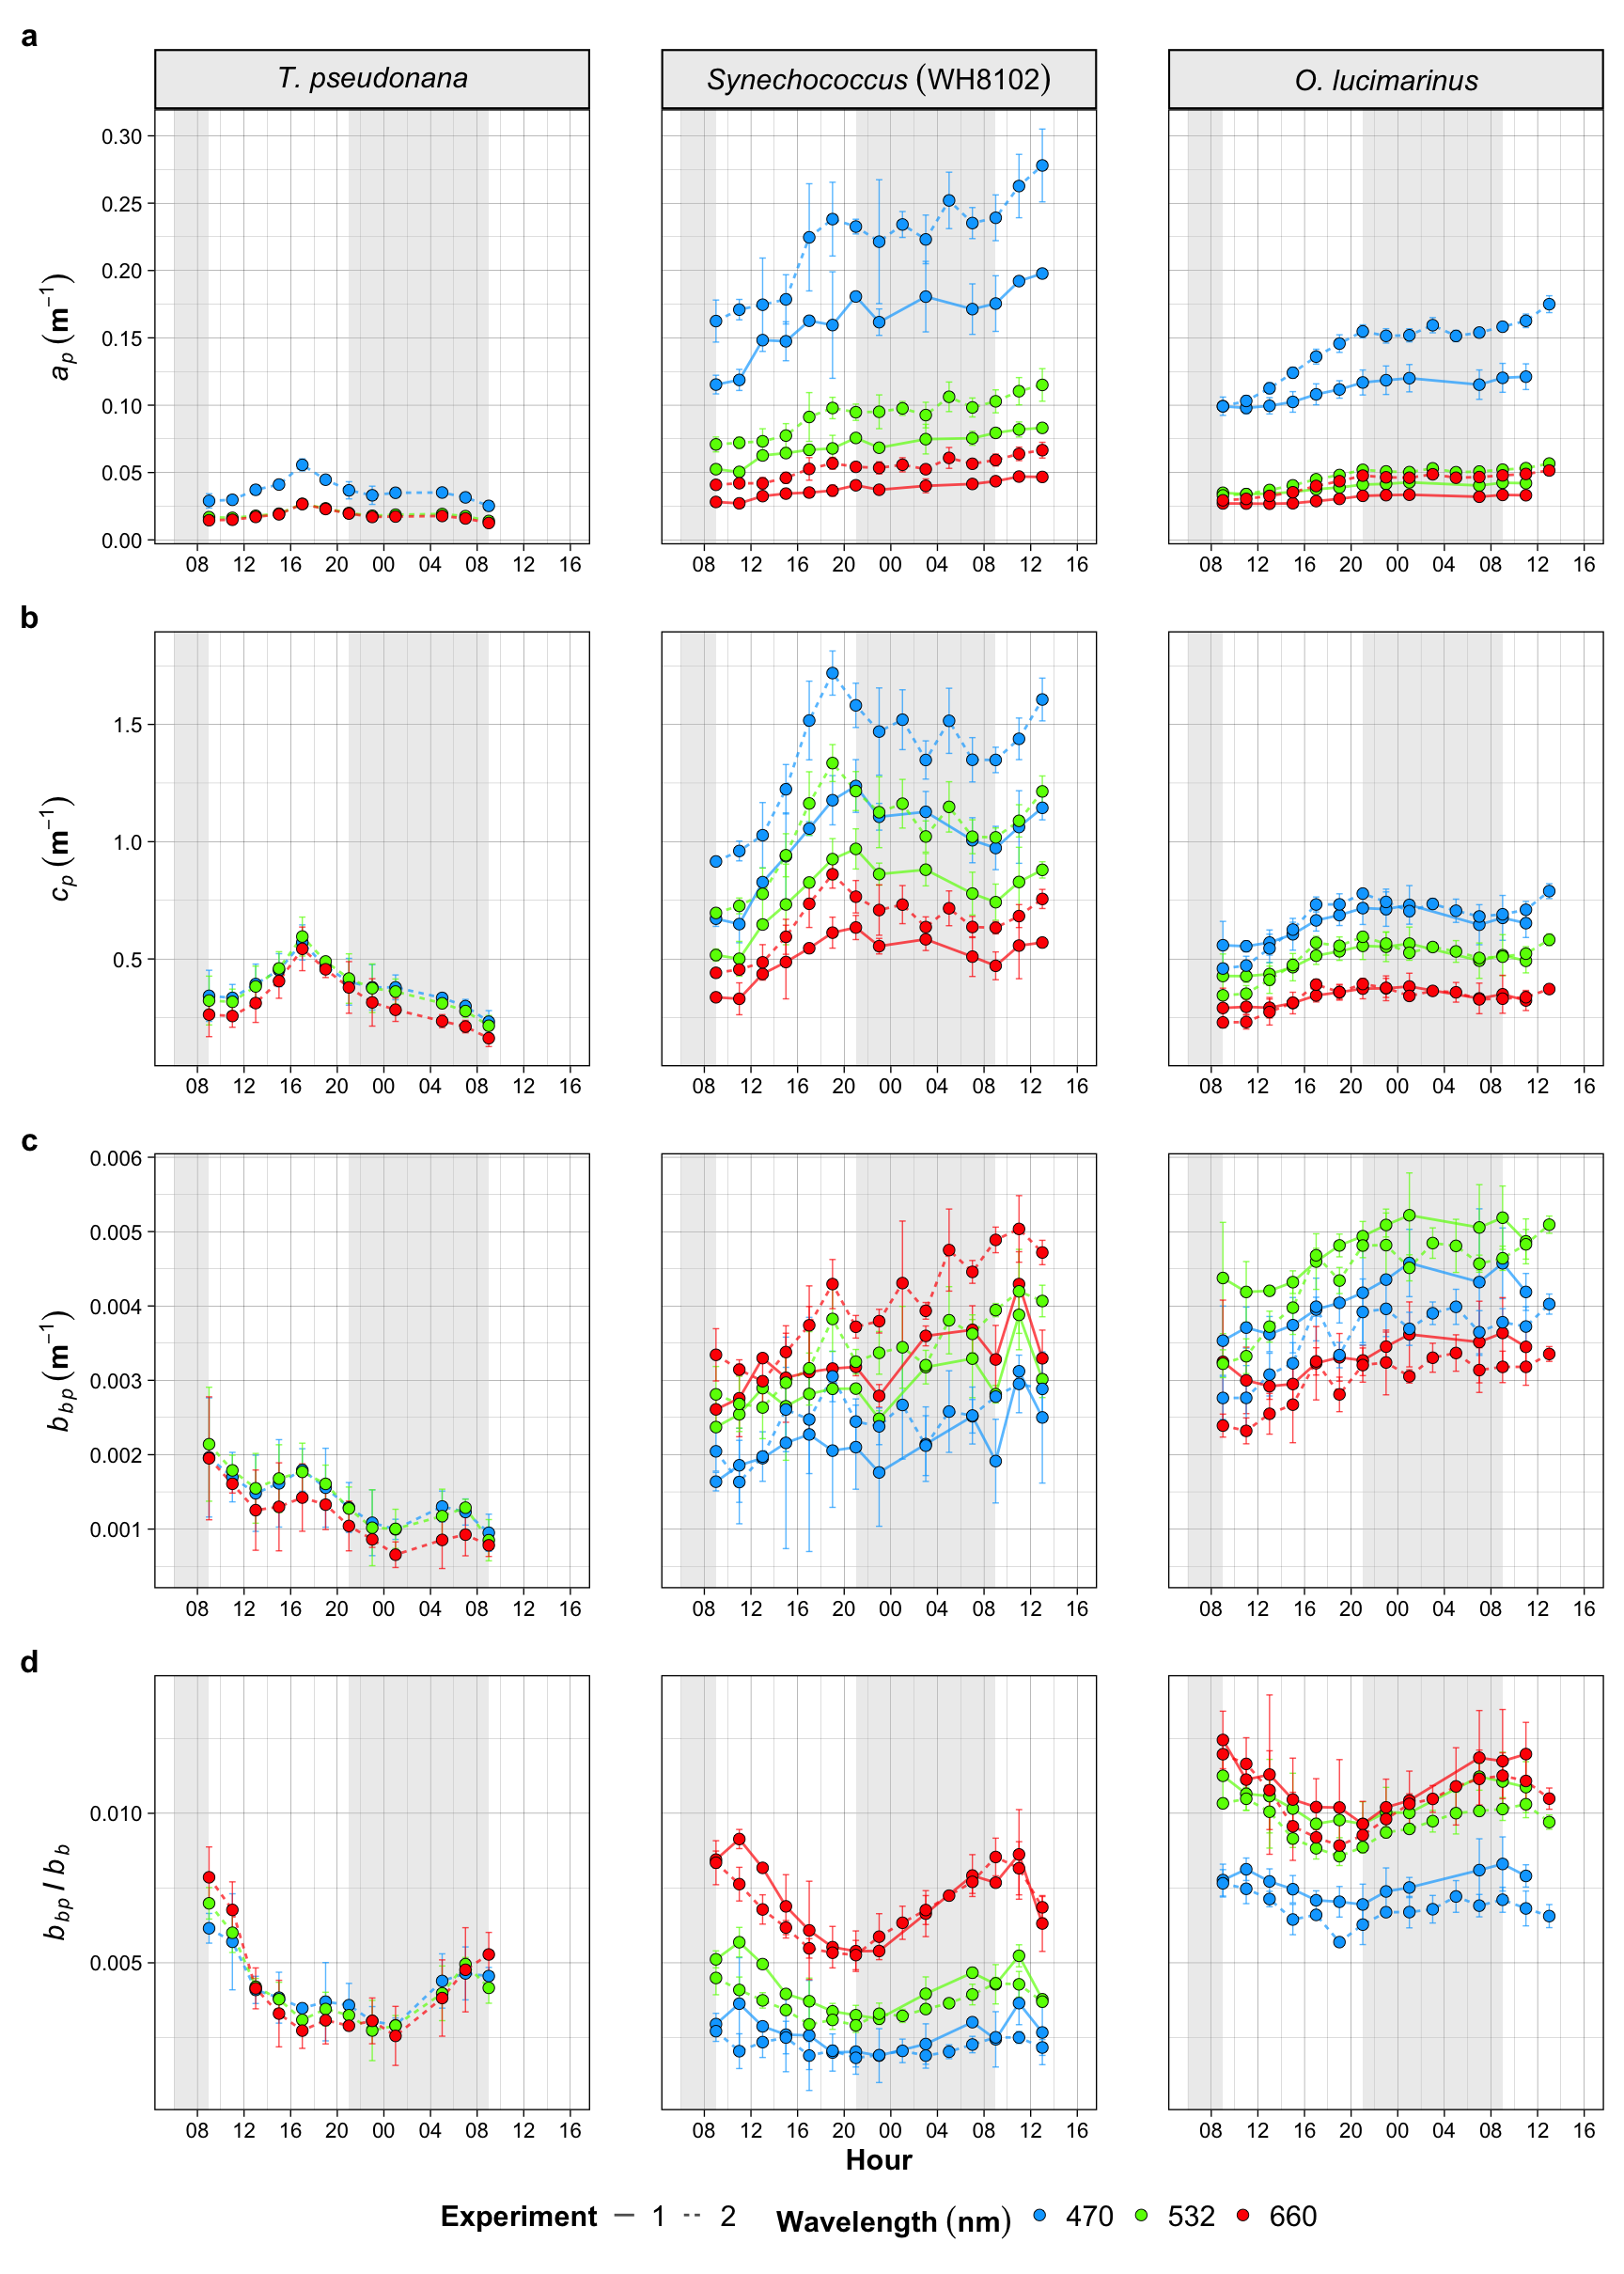 a
T. pseudonana
Synechococcus (WH8102)
O. lucimarinus
0.30
0.25
0.20
0.15
0.10
0.05
0.00
a_p (m⁻¹)
08 12 16 20 00 04 08 12 16
08 12 16 20 00 04 08 12 16
08 12 16 20 00 04 08 12 16
b
1.5
1.0
0.5
c_p (m⁻¹)
08 12 16 20 00 04 08 12 16
08 12 16 20 00 04 08 12 16
08 12 16 20 00 04 08 12 16
c
0.006
0.005
0.004
0.003
0.002
0.001
b_bp (m⁻¹)
08 12 16 20 00 04 08 12 16
08 12 16 20 00 04 08 12 16
08 12 16 20 00 04 08 12 16
d
0.010
0.005
b_bp / b_b
08 12 16 20 00 04 08 12 16
08 12 16 20 00 04 08 12 16
08 12 16 20 00 04 08 12 16
Hour
Experiment 1 2 Wavelength (nm) 470 532 660